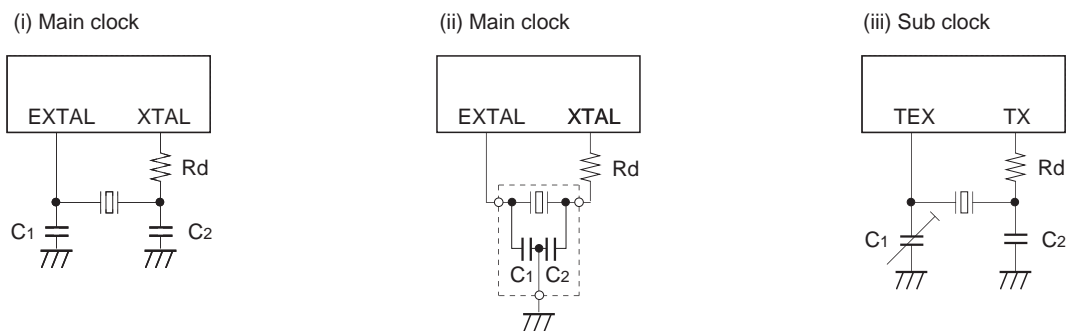 (i) Main clock
EXTAL XTAL
Rd
C1 C2
(ii) Main clock
EXTAL XTAL
Rd
C1 C2
(iii) Sub clock
TEX TX
Rd
C1 C2